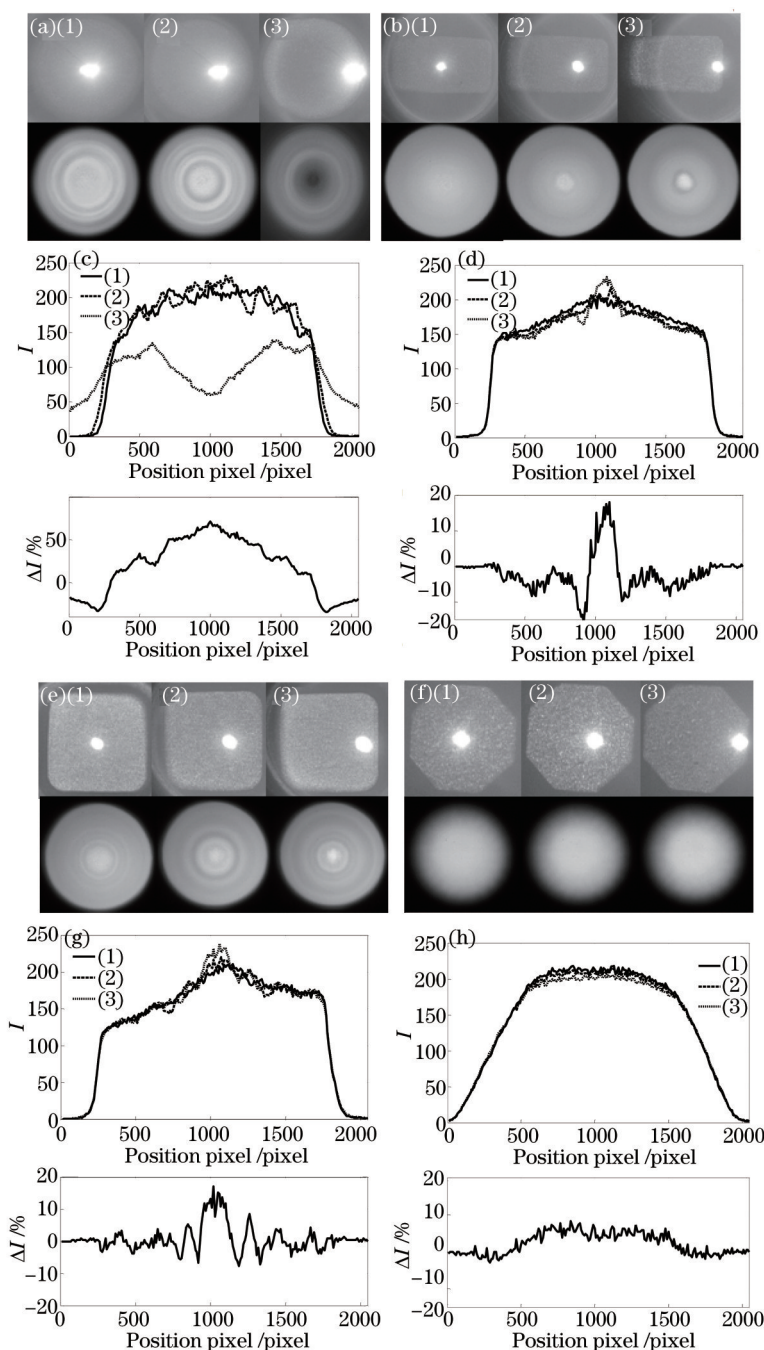 (a)(1) (2) (3) (b)(1) (2) (3)
(c) (d)
250 (1) 250 (1)
200 (2) 200 (2)
150 (3) 150 (3)
I I
100 100
50 50
0 0
0 500 1000 1500 2000 0 500 1000 1500 2000
Position pixel /pixel Position pixel /pixel
50 20
0 10
0
−10
−20
ΔI /% ΔI /%
0 500 1000 1500 2000 0 500 1000 1500 2000
Position pixel /pixel Position pixel /pixel
(e)(1) (2) (3) (f)(1) (2) (3)
(g) (h)
250 (1) 250 (1)
200 (2) 200 (2)
150 (3) 150 (3)
I I
100 100
50 50
0 0
0 500 1000 1500 2000 0 500 1000 1500 2000
Position pixel /pixel Position pixel /pixel
20 20
10 10
0 0
−10 −10
−20 −20
ΔI /% ΔI /%
0 500 1000 1500 2000 0 500 1000 1500 2000
Position pixel /pixel Position pixel /pixel